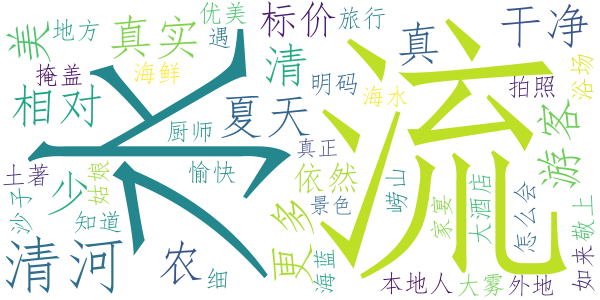 美
地方
真实
优美
遇
标价
旅行
干净
掩盖
海鲜
清
明码
真
海水
拍照
浴场
相对
厨师
夏天
水
流
游客
土著
少
姑娘
愉快
真正
依然
崂山
沙子
知道
更多
景色
家宴
大酒店
怎么会
敬上
如来
清河
农
细
海蓝
本地人
大雾
外地